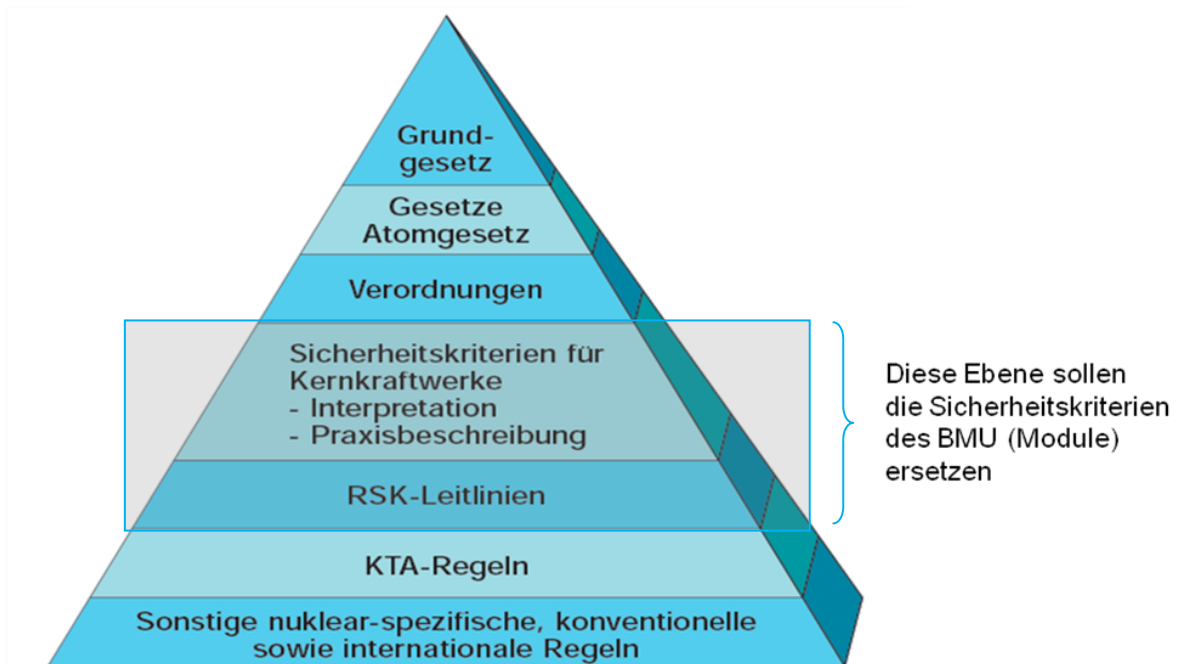 Grund-
gesetz
Gesetze
Atomgesetz
Verordnungen
Sicherheitskriterien für
Kernkraftwerke
- Interpretation
- Praxisbeschreibung
RSK-Leitlinien
KTA-Regeln
Sonstige nuklear-spezifische, konventionelle
sowie internationale Regeln
Diese Ebene sollen
die Sicherheitskriterien
des BMU (Module)
ersetzen